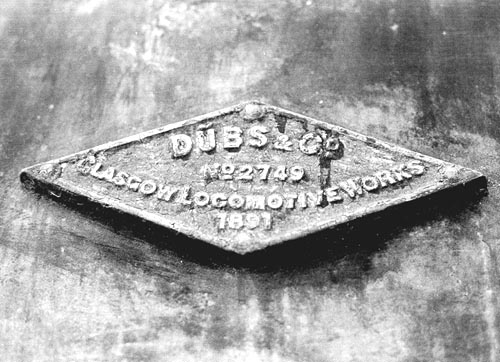 DUBS & Co
No 2749
GLASGOW LOCOMOTIVE WORKS
1891